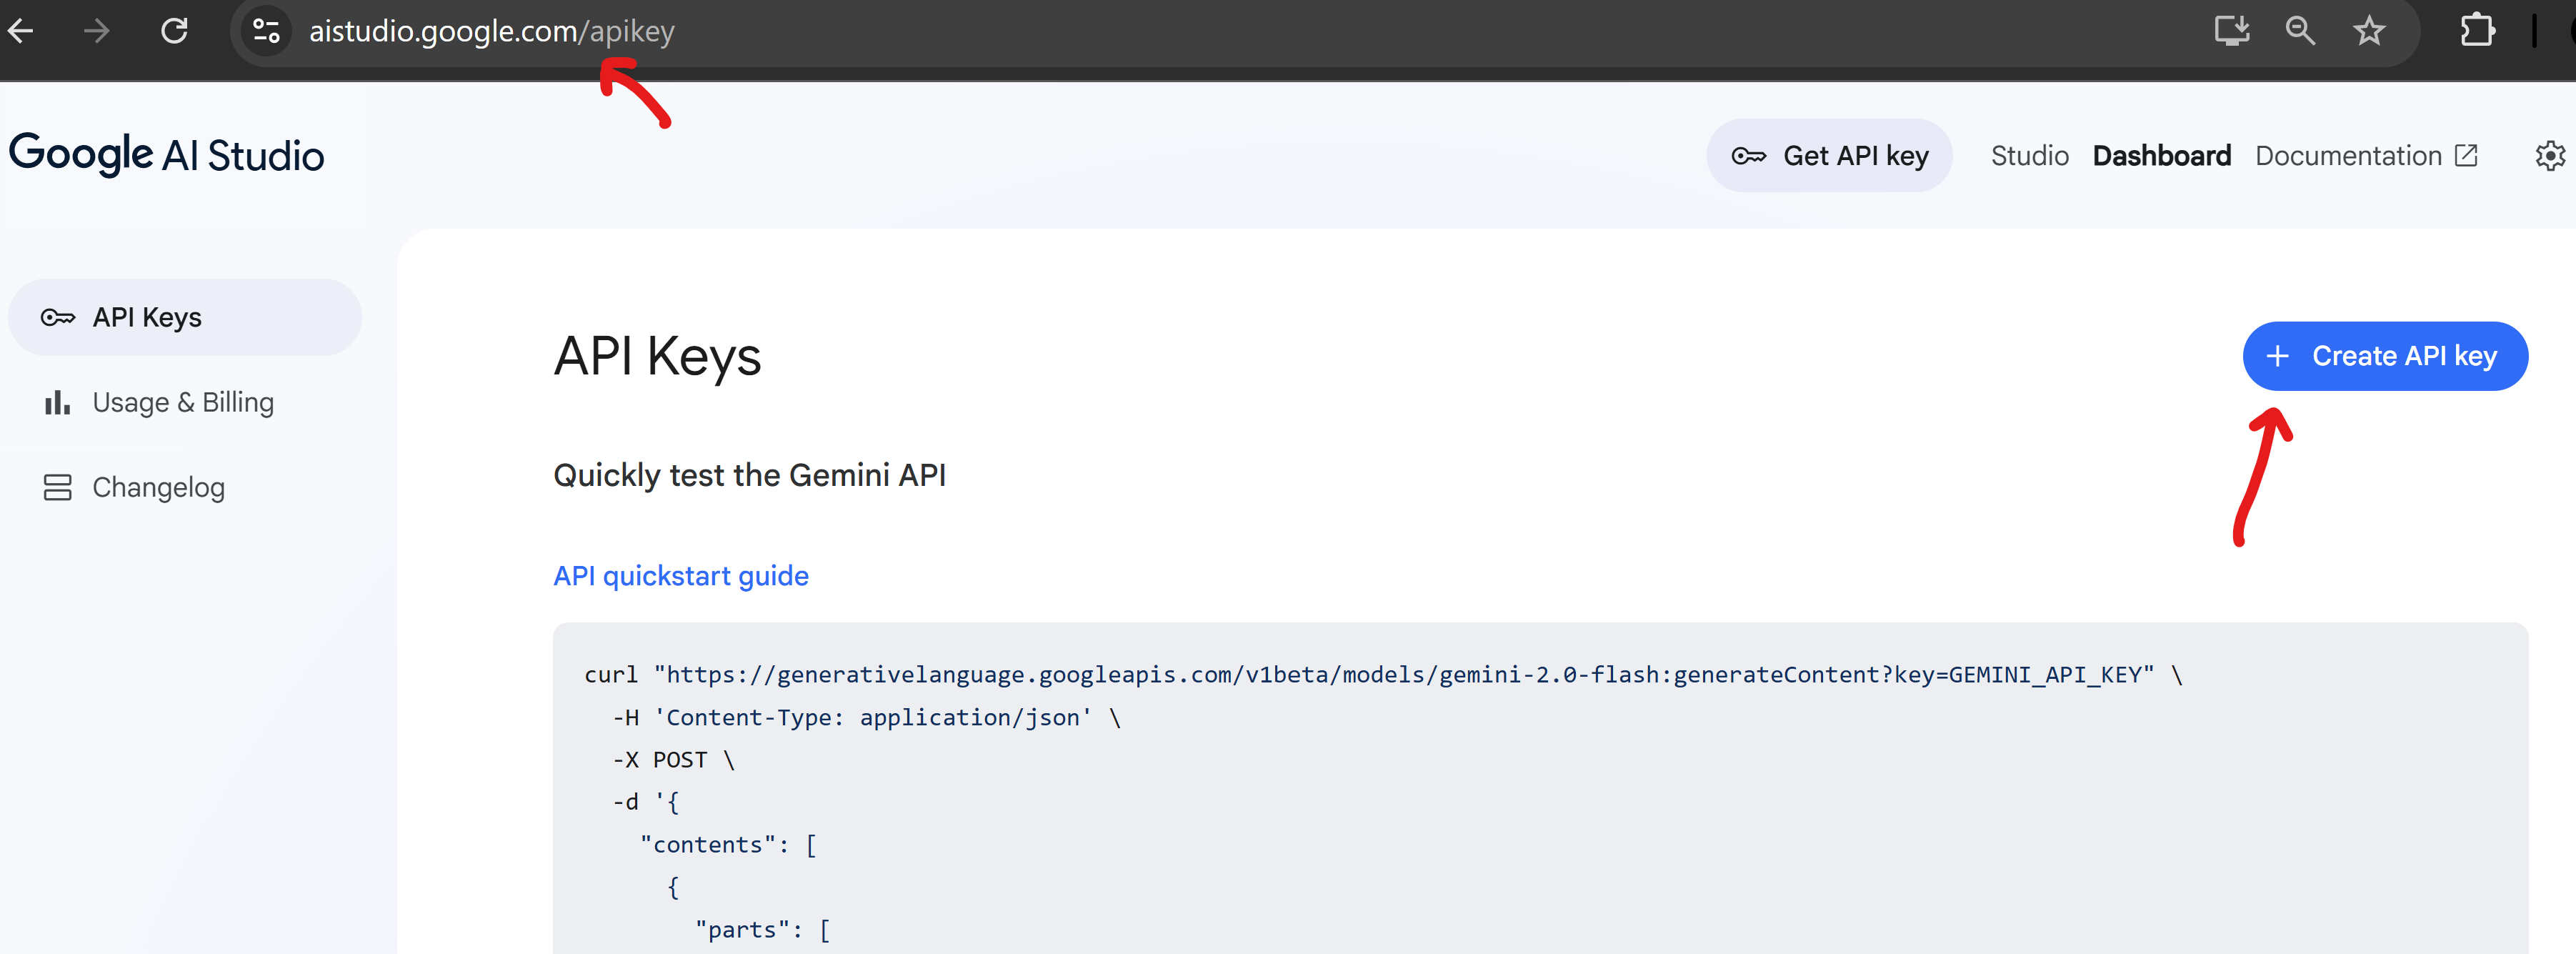 aistudio.google.com/apikey
Google AI Studio
Get API key
Studio
Dashboard
Documentation
API Keys
Usage & Billing
Changelog
API Keys
+ Create API key
Quickly test the Gemini API
API quickstart guide
curl "https://generativelanguage.googleapis.com/v1beta/models/gemini-2.0-flash:generateContent?key=GEMINI_API_KEY" \
  -H 'Content-Type: application/json' \
  -X POST \
  -d '{
    "contents": [
      {
        "parts": [